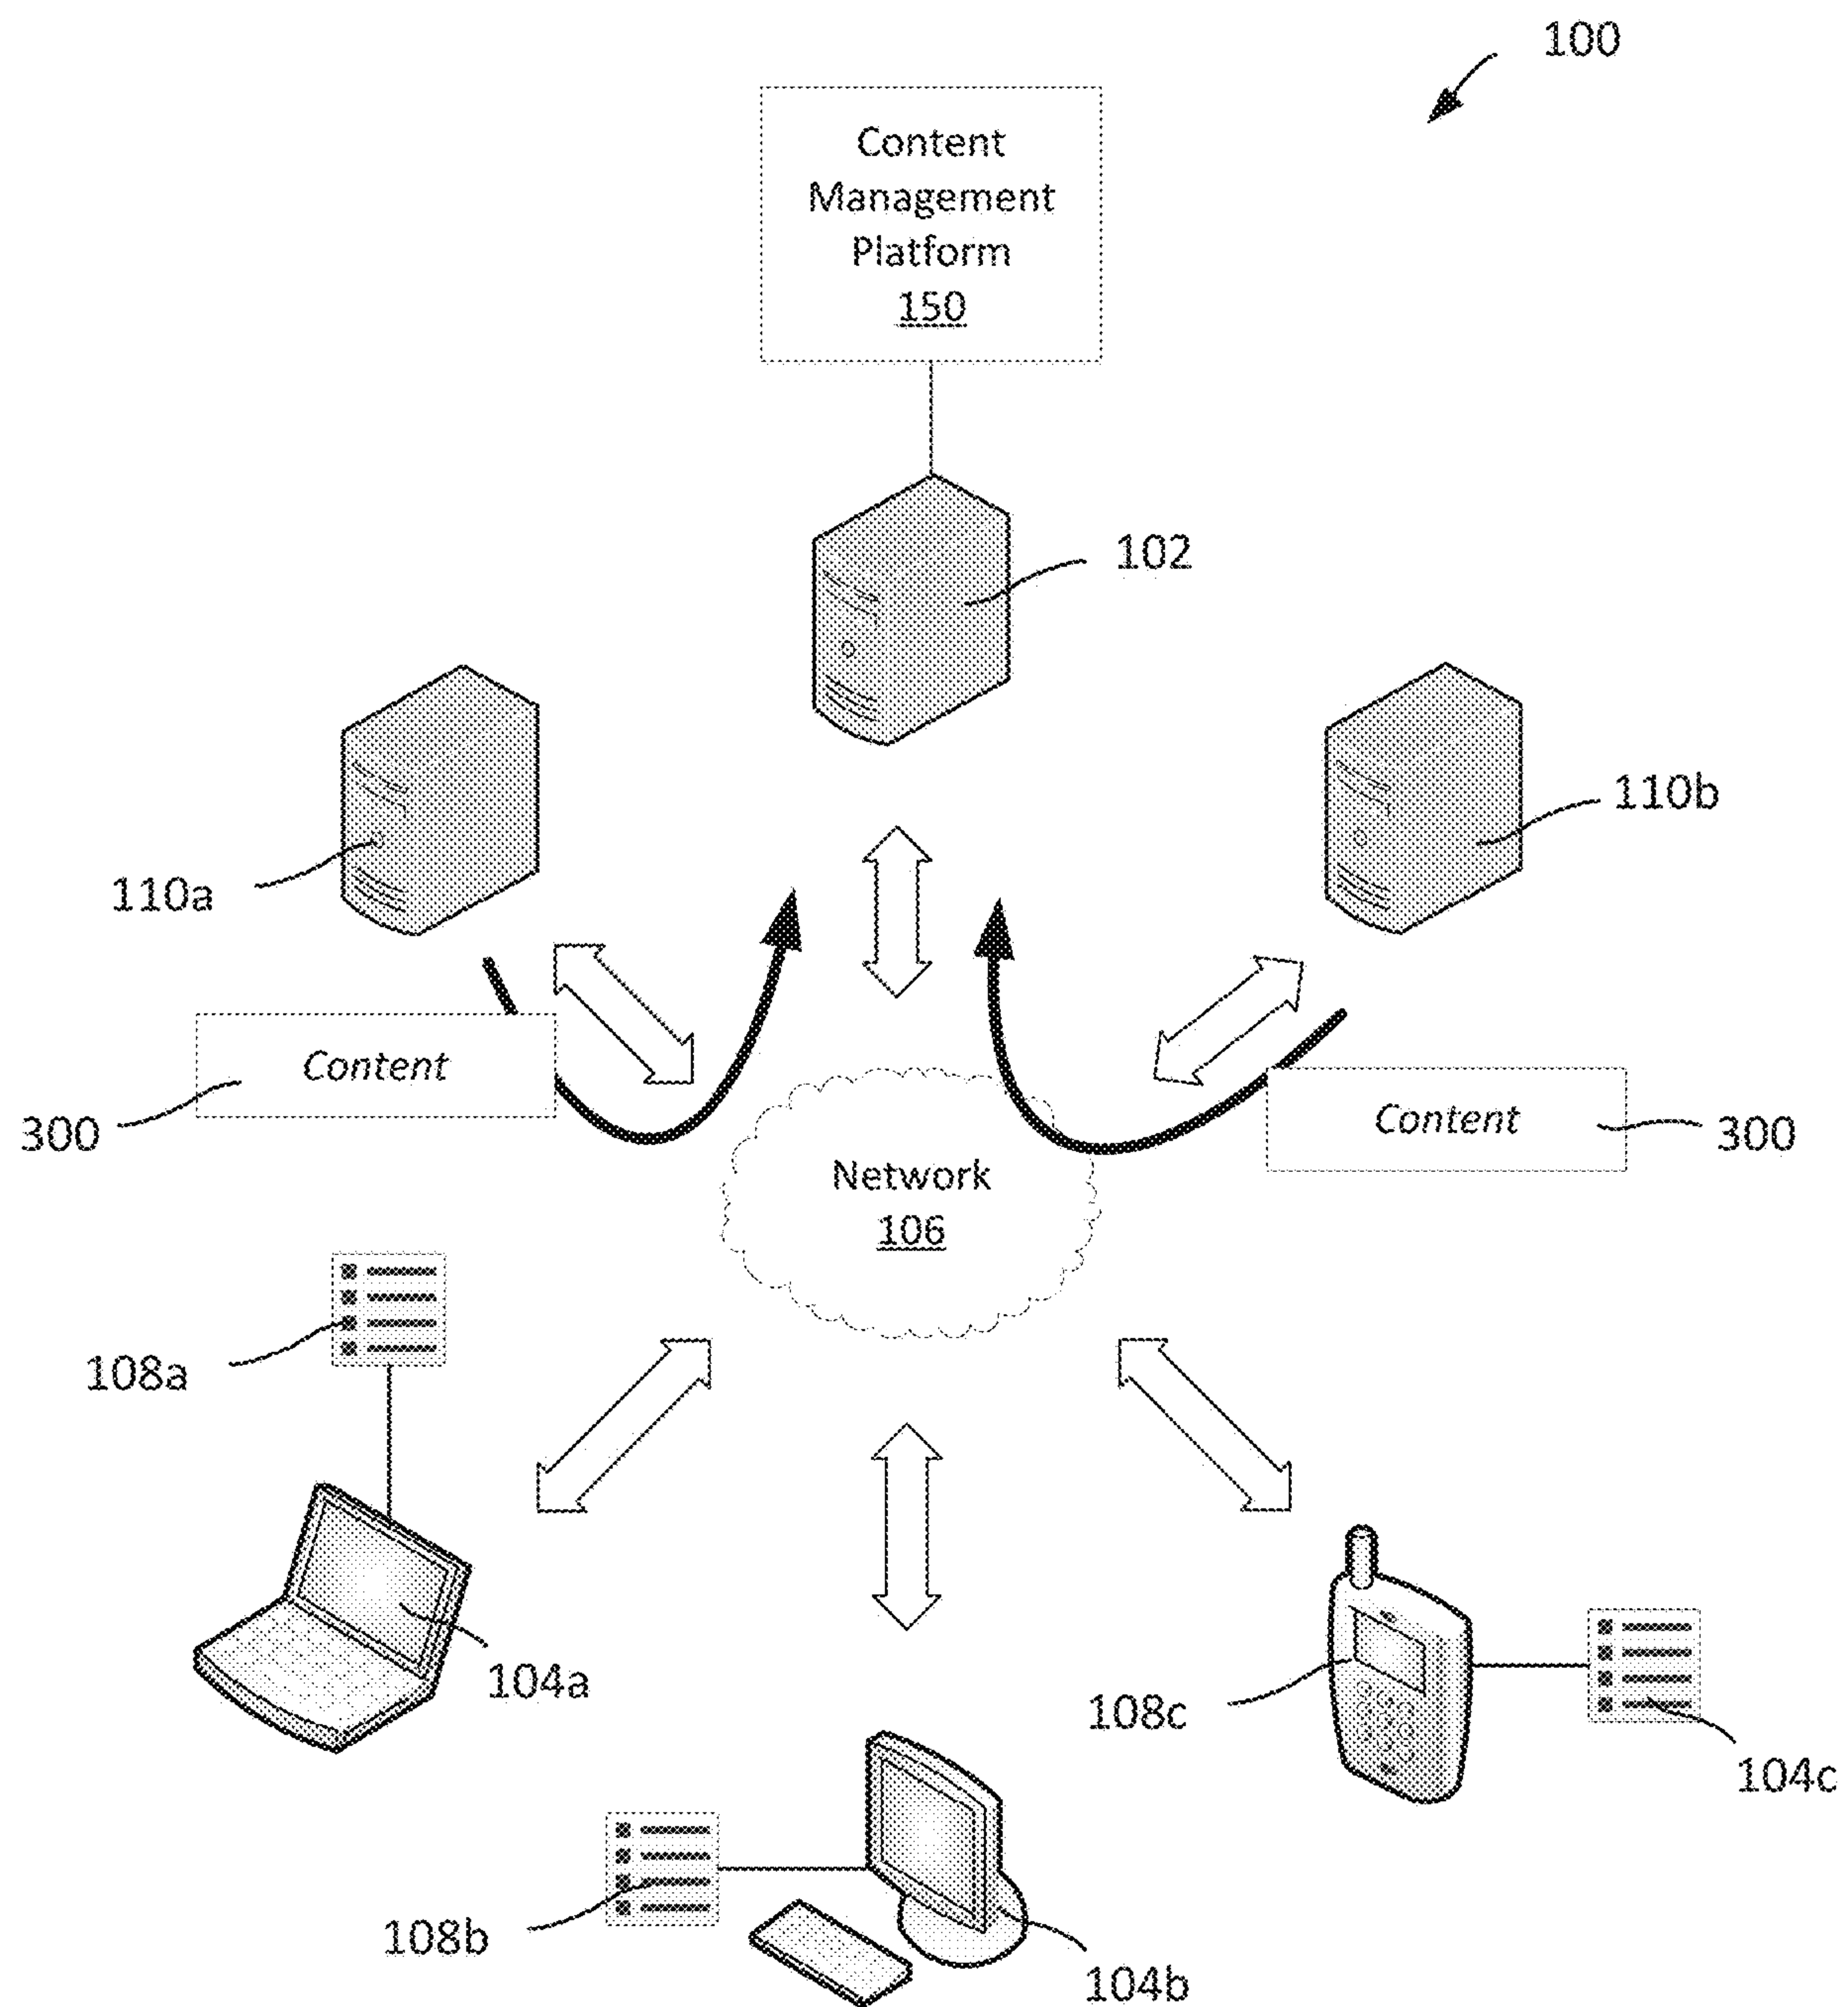 100
Content
Management
Platform
150
102
110a
110b
Content
300
Content
300
Network
106
108a
104a
108c
104c
108b
104b